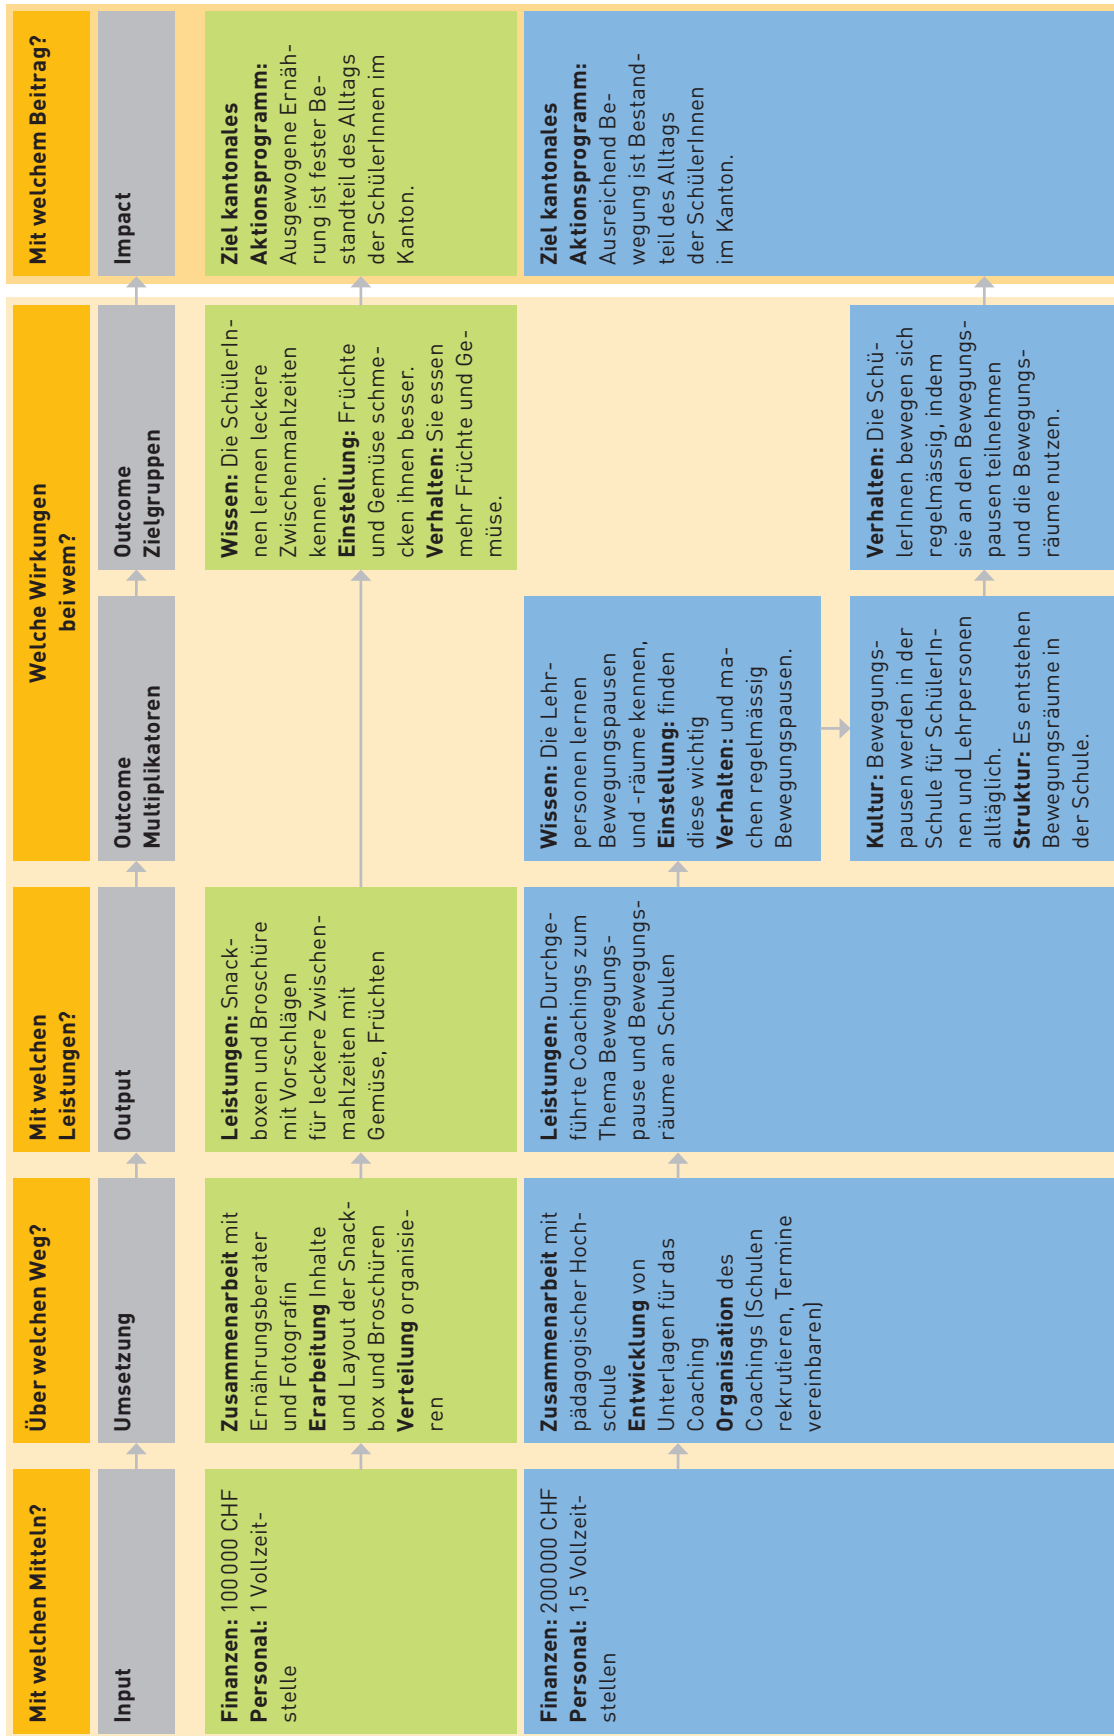 Mit welchen Mitteln?
Über welchen Weg?
Mit welchen
Leistungen?
Welche Wirkungen
bei wem?
Mit welchem Beitrag?
Input
Umsetzung
Output
Outcome
Multiplikatoren
Outcome
Zielgruppen
Impact
Finanzen: 100 000 CHF
Personal: 1 Vollzeit-
stelle
Zusammenarbeit mit
Ernährungsberater
und Fotografin
Erarbeitung Inhalte
und Layout der Snack-
box und Broschüren
Verteilung organisie-
ren
Leistungen: Snack-
boxen und Broschüre
mit Vorschlägen
für leckere Zwischen-
mahlzeiten mit
Gemüse, Früchten
Wissen: Die SchülerIn-
nen lernen leckere
Zwischenmahlzeiten
kennen.
Einstellung: Früchte
und Gemüse schme-
cken ihnen besser.
Verhalten: Sie essen
mehr Früchte und Ge-
müse.
Ziel kantonales
Aktionsprogramm:
Ausgewogene Ernäh-
rung ist fester Be-
standteil des Alltags
der SchülerInnen im
Kanton.
Finanzen: 200 000 CHF
Personal: 1,5 Vollzeit-
stellen
Zusammenarbeit mit
pädagogischer Hoch-
schule
Entwicklung von
Unterlagen für das
Coaching
Organisation des
Coachings (Schulen
rekrutieren, Termine
vereinbaren)
Leistungen: Durchge-
führte Coachings zum
Thema Bewegungs-
pause und Bewegungs-
räume an Schulen
Wissen: Die Lehr-
personen lernen
Bewegungspausen
und -räume kennen,
Einstellung: finden
diese wichtig
Verhalten: und ma-
chen regelmässig
Bewegungspausen.
Kultur: Bewegungs-
pausen werden in der
Schule für SchülerIn-
nen und Lehrpersonen
alltäglich.
Struktur: Es entstehen
Bewegungsräume in
der Schule.
Verhalten: Die Schü-
lerInnen bewegen sich
regelmässig, indem
sie an den Bewegungs-
pausen teilnehmen
und die Bewegungs-
räume nutzen.
Ziel kantonales
Aktionsprogramm:
Ausreichend Be-
wegung ist Bestand-
teil des Alltags
der SchülerInnen
im Kanton.